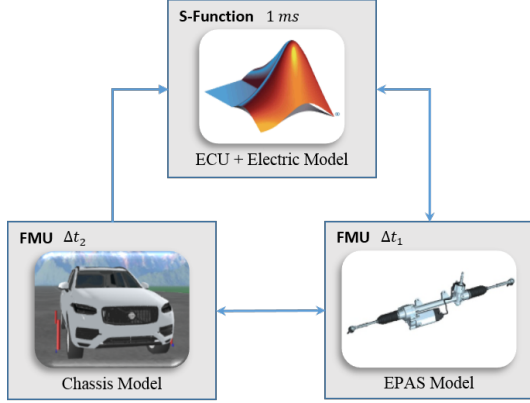 S-Function 1 ms
ECU + Electric Model
FMU Δt₂
FMU Δt₁
Chassis Model
EPAS Model